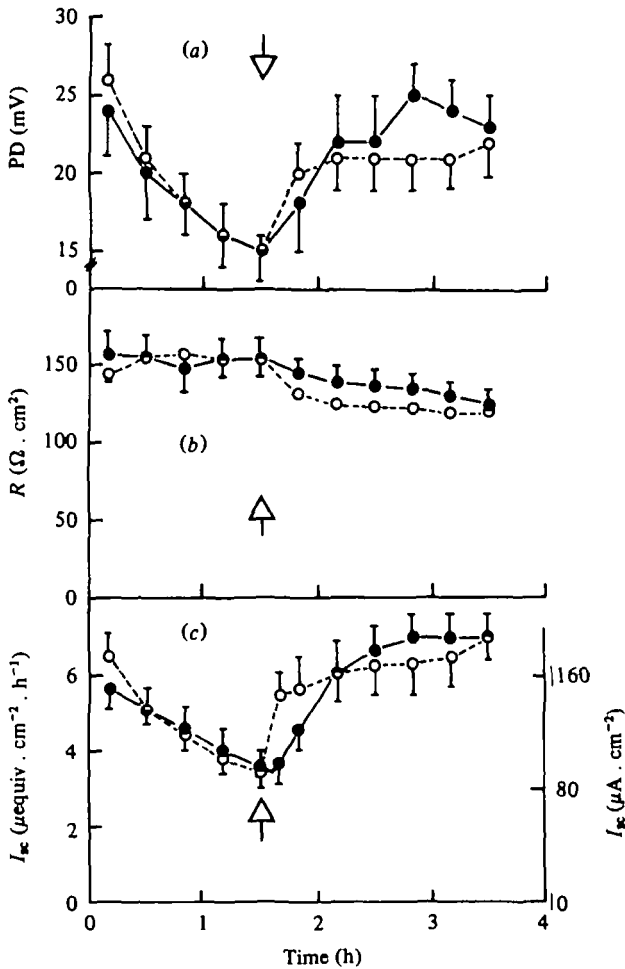 (a)
PD (mV)
30
25
20
15
0
(b)
R (Ω . cm²)
150
100
50
0
(c)
I_sc (μequiv. cm⁻² . h⁻¹)
6
4
2
0
160
80
0
I_sc (μA . cm⁻²)
0
1
2
3
4
Time (h)